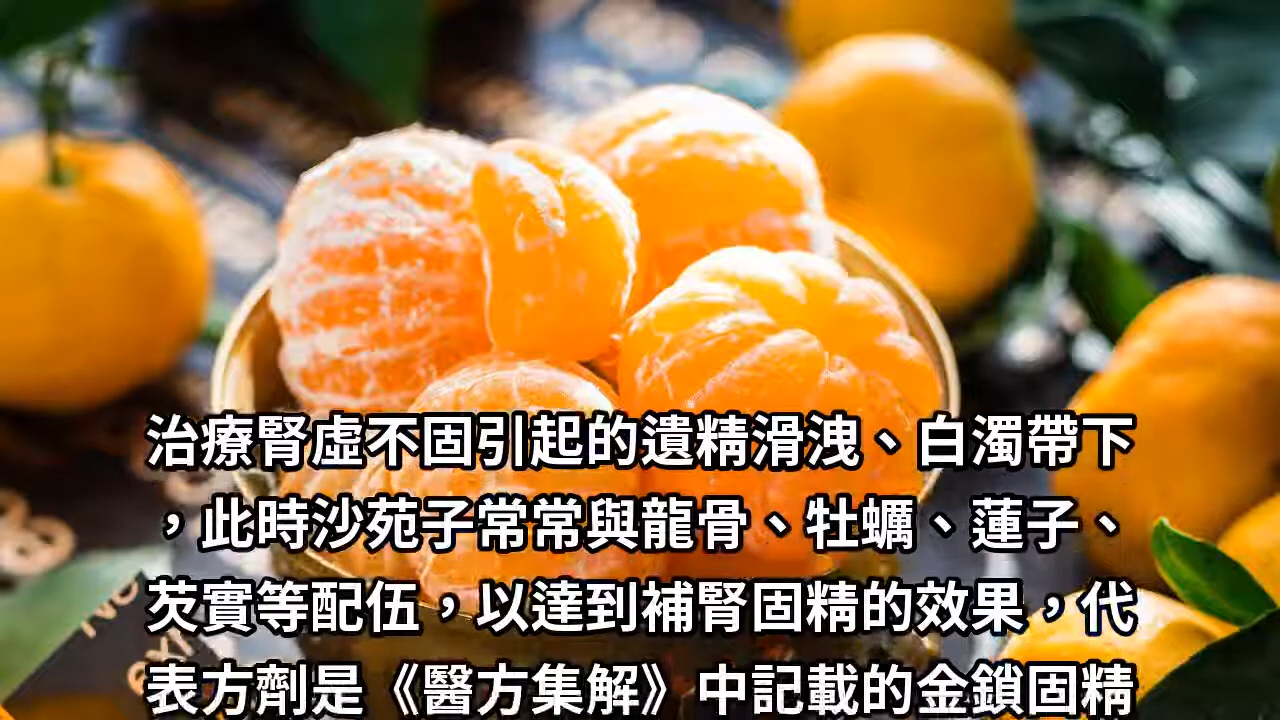 治療腎虛不固引起的遺精滑洩、白濁帶下
，此時沙苑子常常與龍骨、牡蠣、蓮子、
芡實等配伍，以達到補腎固精的效果，代
表方劑是《醫方集解》中記載的金鎖固精